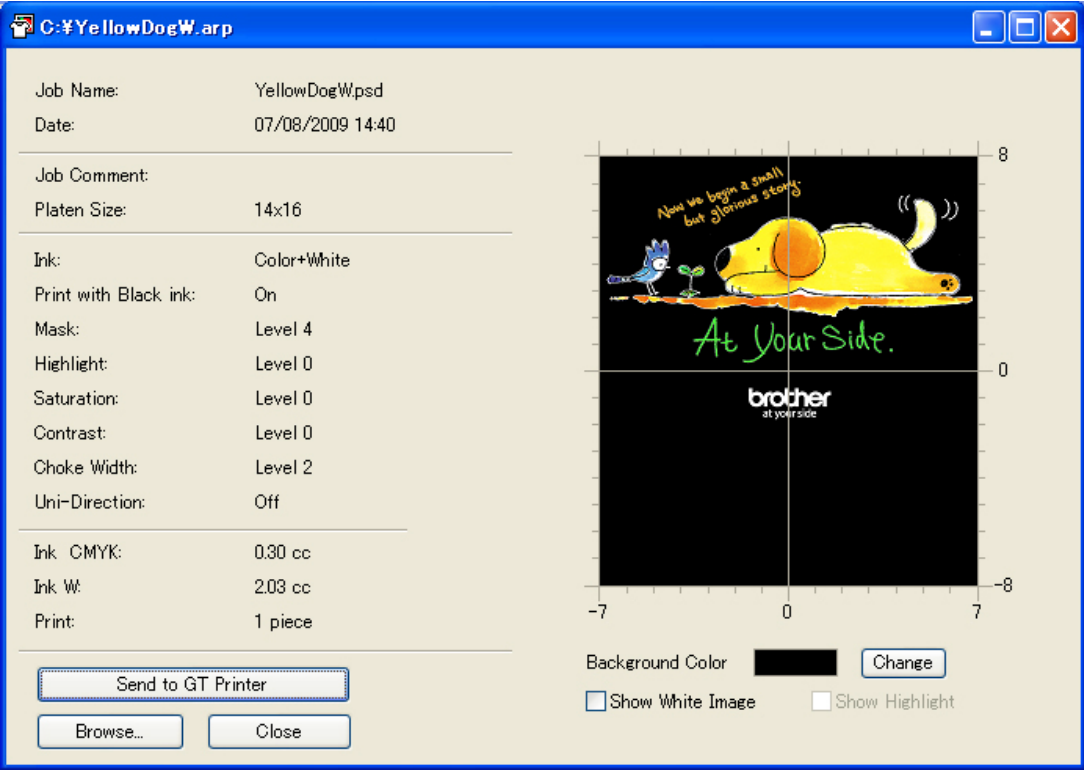 C:¥YellowDogW.arp
Job Name: YellowDogW.psd
Date: 07/08/2009 14:40
Job Comment:
Platen Size: 14x16
Ink: Color+White
Print with Black ink: On
Mask: Level 4
Highlight: Level 0
Saturation: Level 0
Contrast: Level 0
Choke Width: Level 2
Uni-Direction: Off
Ink CMYK: 0.30 cc
Ink W: 2.03 cc
Print: 1 piece
Send to GT Printer
Browse...
Close
8
Now we begin a small
but glorious story.
At Your Side.
0
brother
at your side
-8
-7 0 7
Background Color
Change
Show White Image
Show Highlight